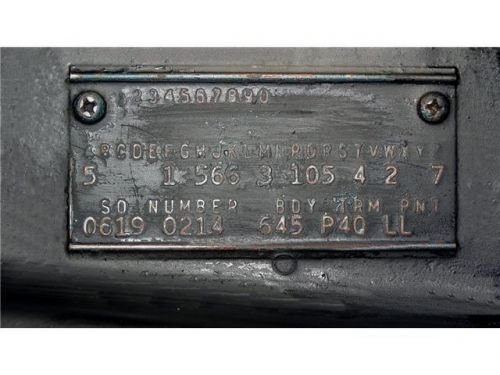 1234567890
ABCDEFGHJKLMNPQRSTVWXYZ
5 1 566 3 105 4 2 7
SO NUMBER BDY TRM PNT
0619 0214 645 P4Q LL